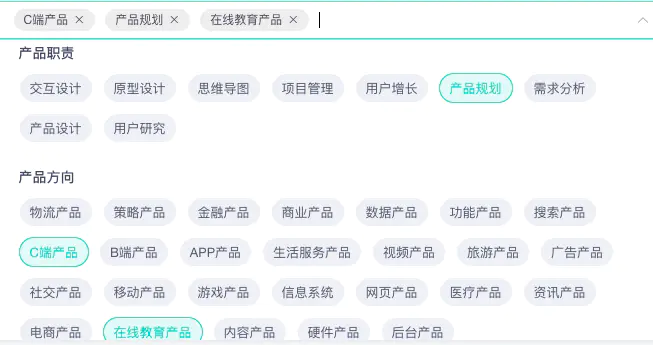 C端产品 × 产品规划 × 在线教育产品 ×
产品职责
交互设计 原型设计 思维导图 项目管理 用户增长 产品规划 需求分析
产品设计 用户研究
产品方向
物流产品 策略产品 金融产品 商业产品 数据产品 功能产品 搜索产品
C端产品 B端产品 APP产品 生活服务产品 视频产品 旅游产品 广告产品
社交产品 移动产品 游戏产品 信息系统 网页产品 医疗产品 资讯产品
电商产品 在线教育产品 内容产品 硬件产品 后台产品